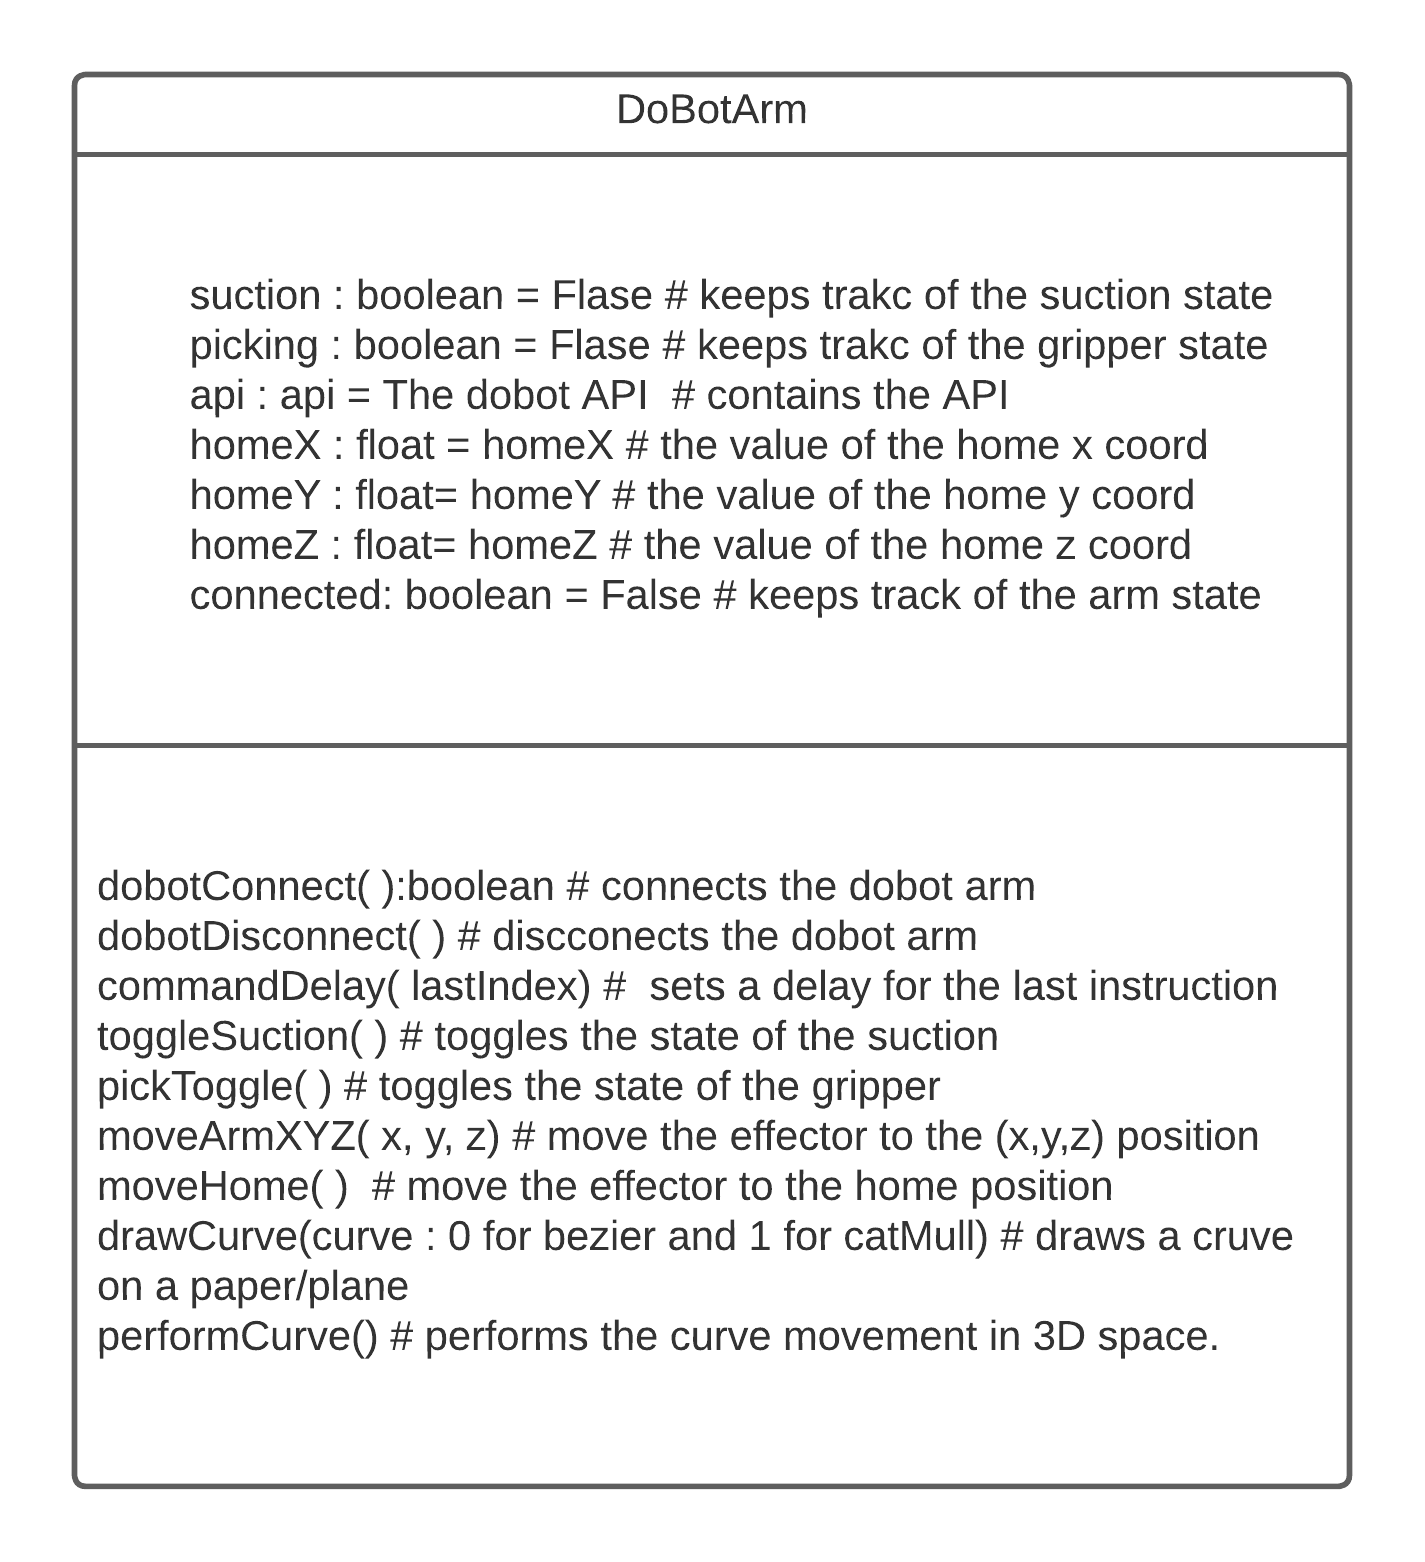 DoBotArm
suction : boolean = Flase # keeps trakc of the suction state
picking : boolean = Flase # keeps trakc of the gripper state
api : api = The dobot API  # contains the API
homeX : float = homeX # the value of the home x coord
homeY : float= homeY # the value of the home y coord
homeZ : float= homeZ # the value of the home z coord
connected: boolean = False # keeps track of the arm state
dobotConnect( ):boolean # connects the dobot arm
dobotDisconnect( ) # discconects the dobot arm
commandDelay( lastIndex) #  sets a delay for the last instruction
toggleSuction( ) # toggles the state of the suction
pickToggle( ) # toggles the state of the gripper
moveArmXYZ( x, y, z) # move the effector to the (x,y,z) position
moveHome( )  # move the effector to the home position
drawCurve(curve : 0 for bezier and 1 for catMull) # draws a cruve
on a paper/plane
performCurve() # performs the curve movement in 3D space.